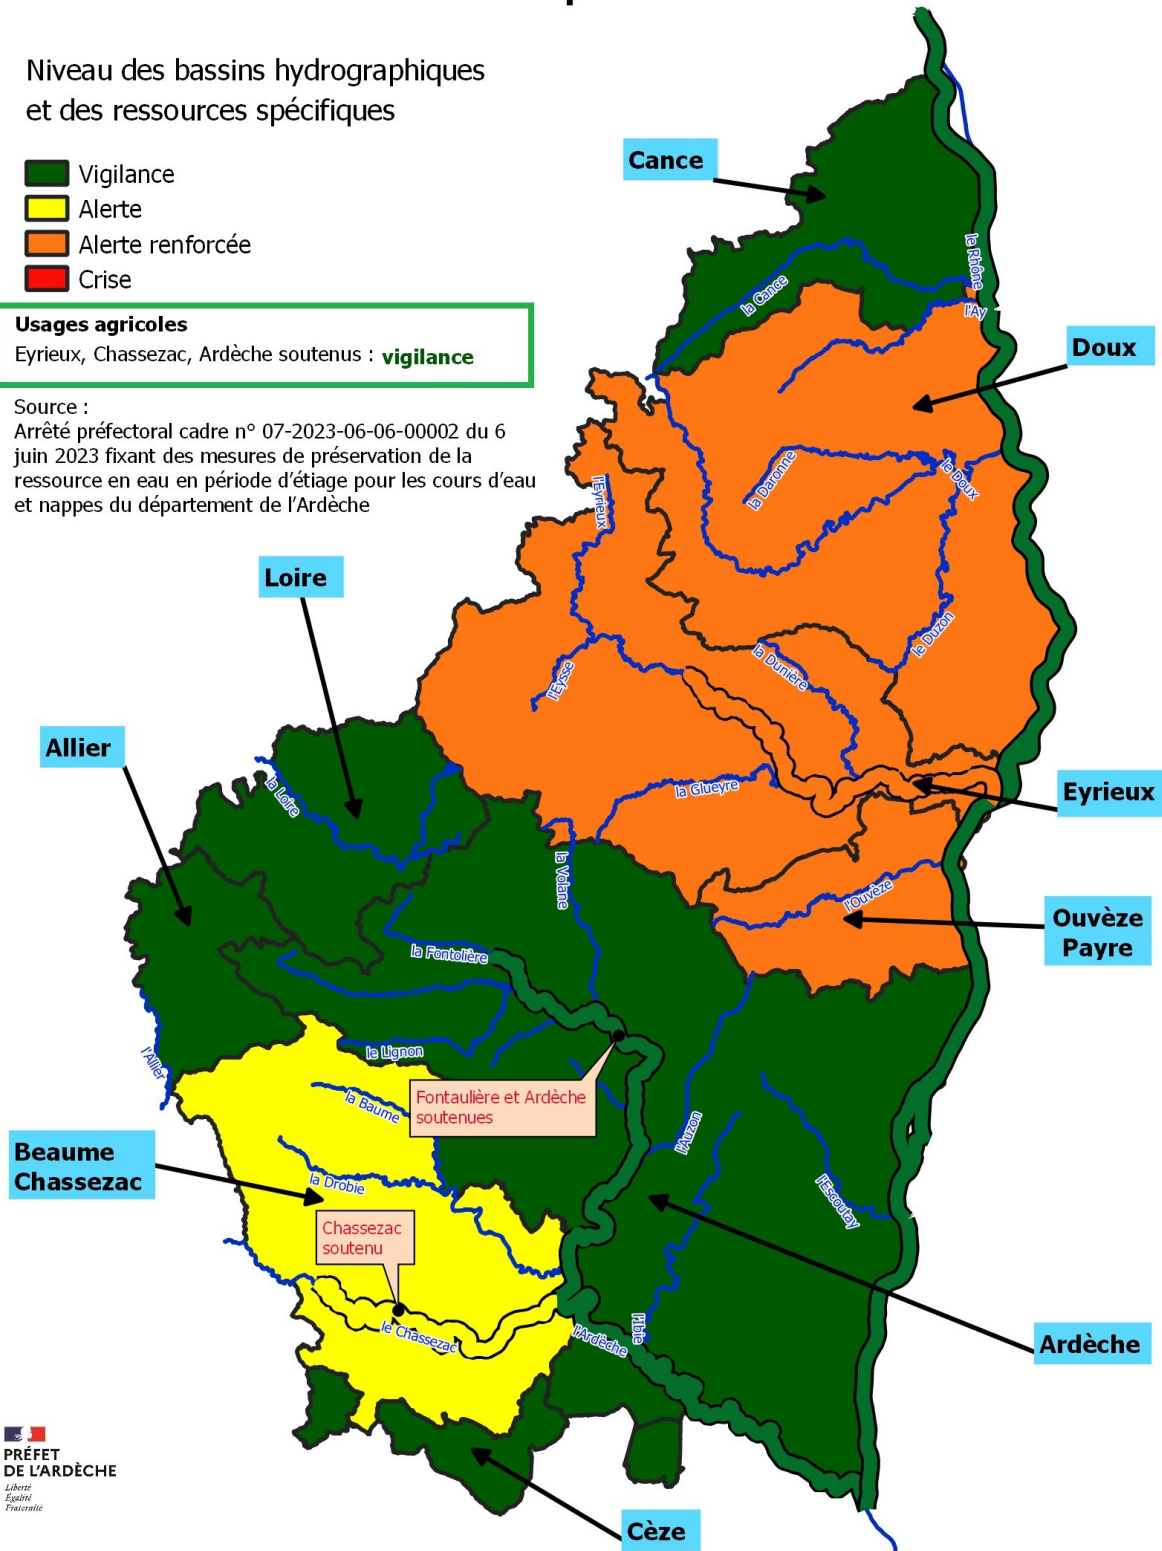 Niveau des bassins hydrographiques
et des ressources spécifiques
Vigilance
Alerte
Alerte renforcée
Crise
Usages agricoles
Eyrieux, Chassezac, Ardèche soutenus : vigilance
Source :
Arrêté préfectoral cadre n° 07-2023-06-06-00002 du 6
juin 2023 fixant des mesures de préservation de la
ressource en eau en période d'étiage pour les cours d'eau
et nappes du département de l'Ardèche
Cance
le Rhône
la Cance
l'Ay
Doux
la Daronne
le Doux
l'Eyrieux
Loire
le Duzon
la Dunière
l'Eysse
Allier
la Loire
la Glueyre
Eyrieux
la Volane
l'Ouvèze
Ouvèze
Payre
la Fontolière
l'Allier
le Lignon
la Baume
Fontaulière et Ardèche
soutenues
l'Auzon
Beaume
Chassezac
la Drobie
l'Escoutay
Chassezac
soutenu
le Chassezac
l'Ardèche
l'Ibie
Ardèche
PRÉFET
DE L'ARDÈCHE
Liberté
Égalité
Fraternité
Cèze